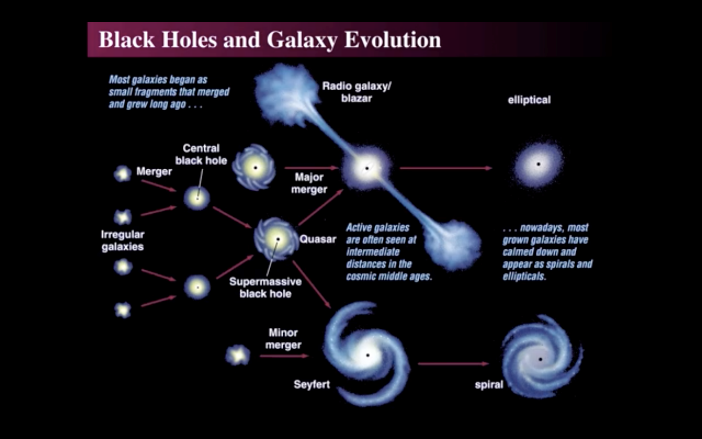 Black Holes and Galaxy Evolution
Most galaxies began as
small fragments that merged
and grew long ago . . .
Radio galaxy/
blazar
elliptical
Central
black hole
Merger
Major
merger
Irregular
galaxies
Quasar
Active galaxies
are often seen at
intermediate
distances in the
cosmic middle ages.
. . . nowadays, most
grown galaxies have
calmed down and
appear as spirals and
ellipticals.
Supermassive
black hole
Minor
merger
Seyfert
spiral